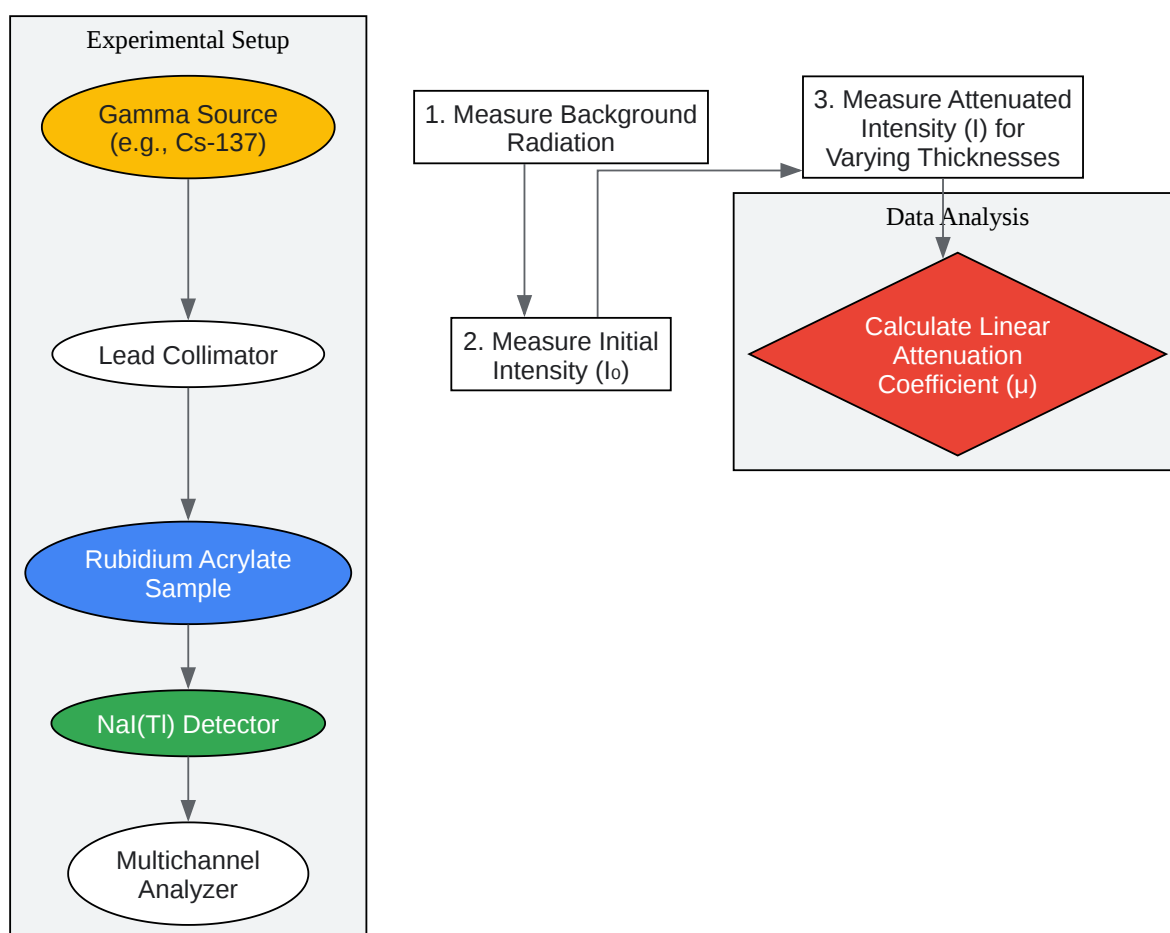 Experimental Setup
Gamma Source
(e.g., Cs-137)
Lead Collimator
Rubidium Acrylate
Sample
NaI(Tl) Detector
Multichannel
Analyzer
1. Measure Background
Radiation
2. Measure Initial
Intensity (I₀)
3. Measure Attenuated
Intensity (I) for
Varying Thicknesses
Data Analysis
Calculate Linear
Attenuation
Coefficient (μ)